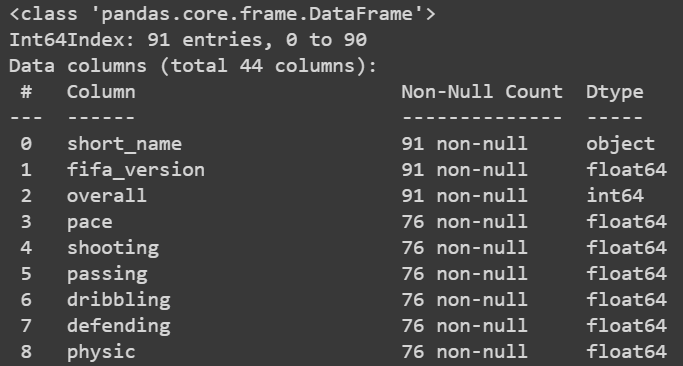 <class 'pandas.core.frame.DataFrame'>
Int64Index: 91 entries, 0 to 90
Data columns (total 44 columns):
 #   Column                     Non-Null Count  Dtype
---  ------                     --------------  -----
 0   short_name                 91 non-null     object
 1   fifa_version               91 non-null     float64
 2   overall                    91 non-null     int64
 3   pace                       76 non-null     float64
 4   shooting                   76 non-null     float64
 5   passing                    76 non-null     float64
 6   dribbling                  76 non-null     float64
 7   defending                  76 non-null     float64
 8   physic                     76 non-null     float64